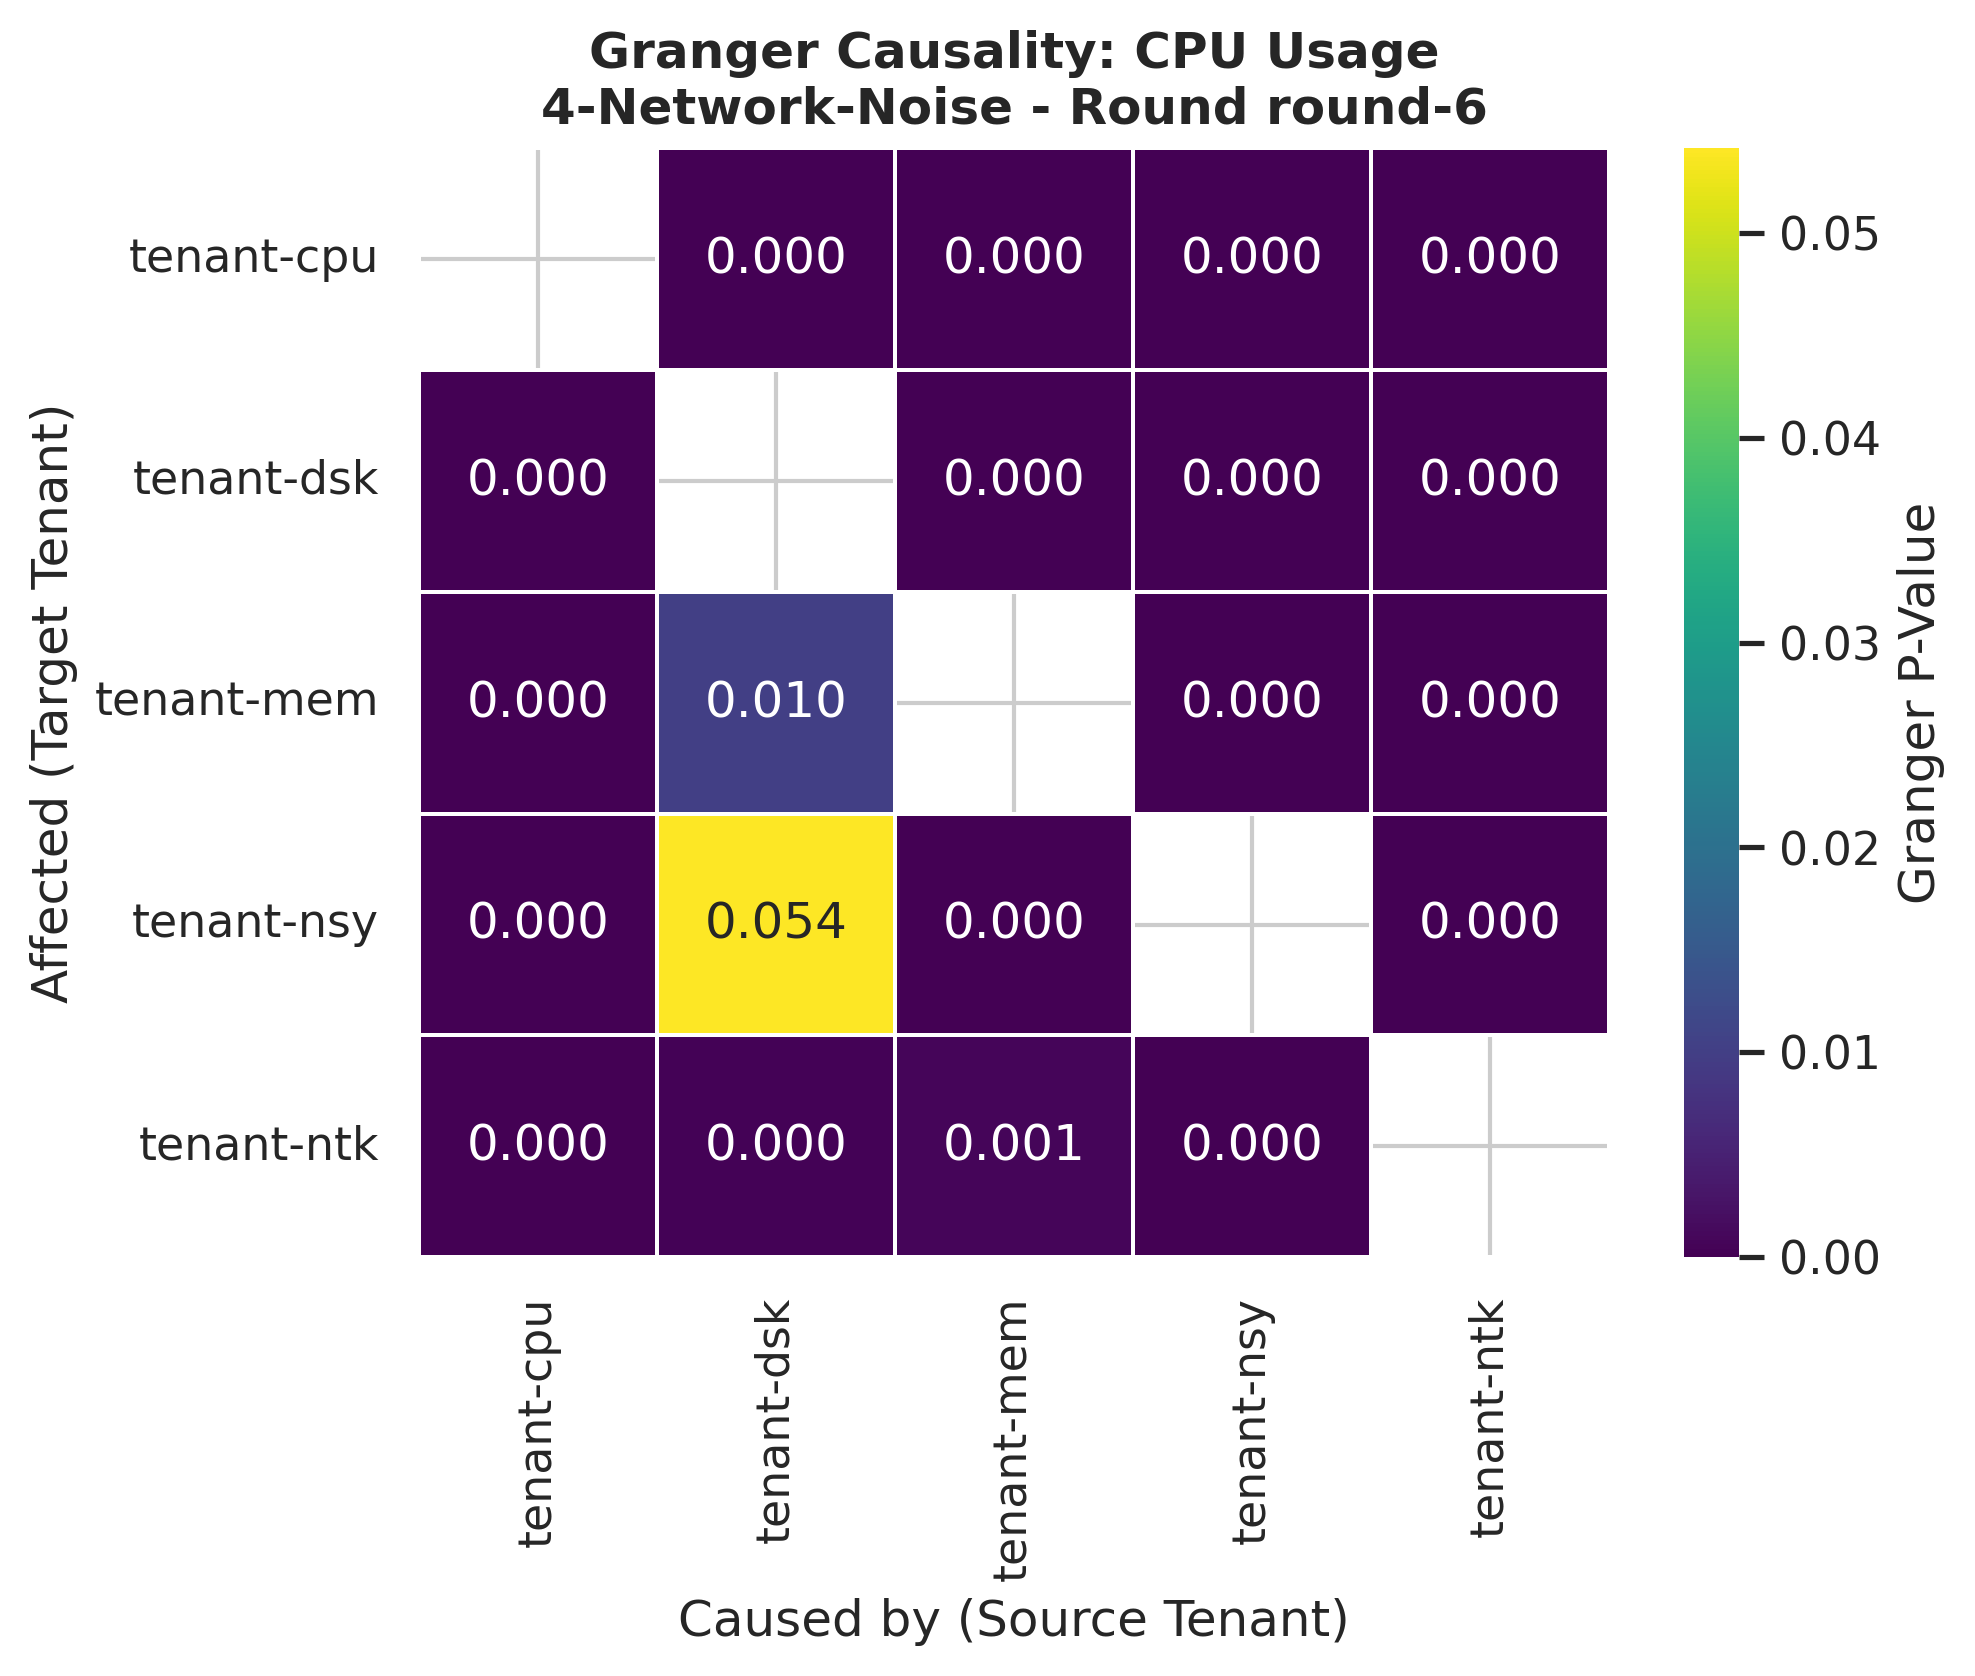 Granger Causality: CPU Usage
4-Network-Noise - Round round-6
Affected (Target Tenant)
tenant-cpu 0.000 0.000 0.000 0.000
tenant-dsk 0.000 0.000 0.000 0.000
tenant-mem 0.000 0.010 0.000 0.000
tenant-nsy 0.000 0.054 0.000 0.000
tenant-ntk 0.000 0.000 0.001 0.000
tenant-cpu
tenant-dsk
tenant-mem
tenant-nsy
tenant-ntk
Caused by (Source Tenant)
0.05
0.04
0.03
0.02
0.01
0.00
Granger P-Value